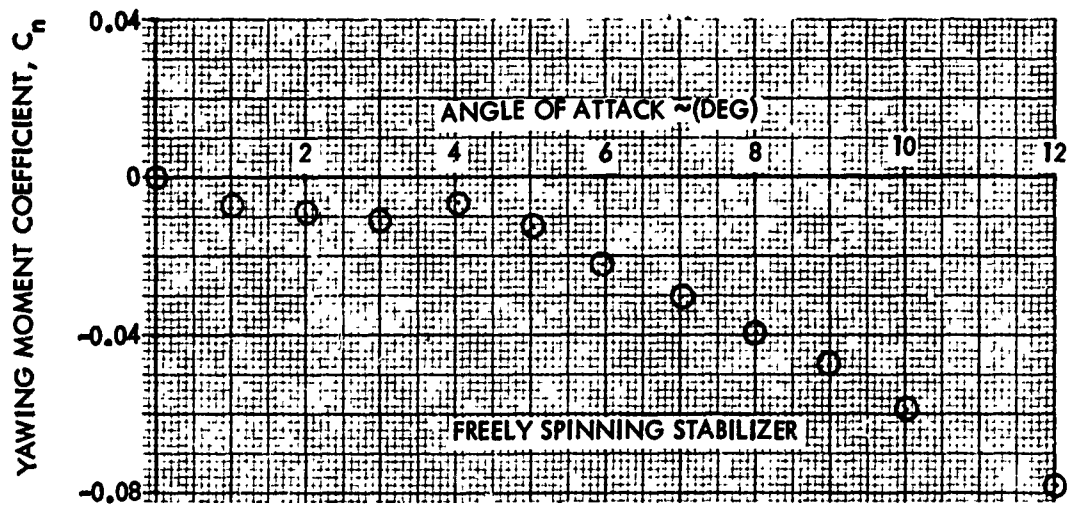 YAWING MOMENT COEFFICIENT, Cn
0.04
0
-0.04
-0.08
ANGLE OF ATTACK ~(DEG)
2 4 6 8 10 12
FREELY SPINNING STABILIZER